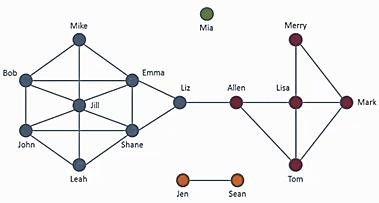 Mike
Mia
Merry
Bob
Emma
Jill
Liz
Allen
Lisa
Mark
John
Shane
Leah
Jen
Sean
Tom